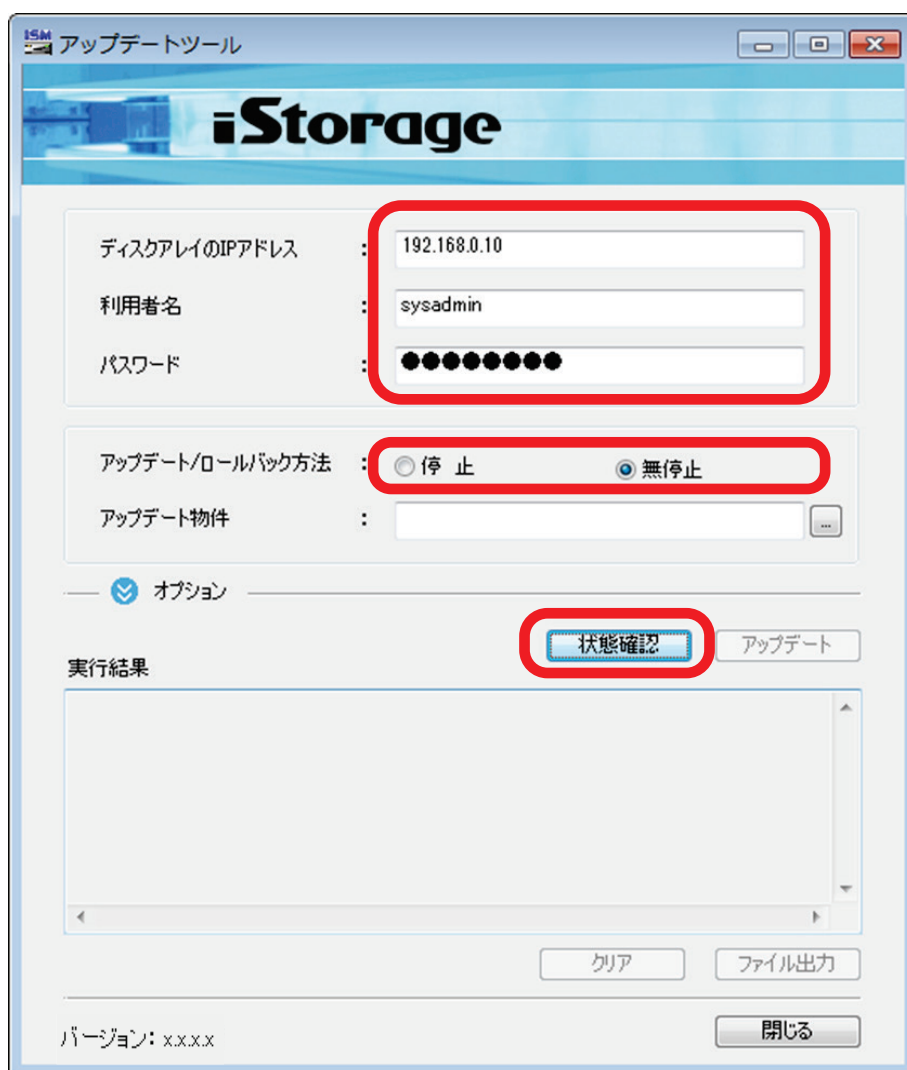 ISM アップデートツール
iStorage
ディスクアレイのIPアドレス : 192.168.0.10
利用者名 : sysadmin
パスワード : ●●●●●●●●
アップデート/ロールバック方法 : 停 止 無停止
アップデート物件 : ...
オプション
状態確認 アップデート
実行結果
クリア ファイル出力
バージョン: x.x.x.x 閉じる